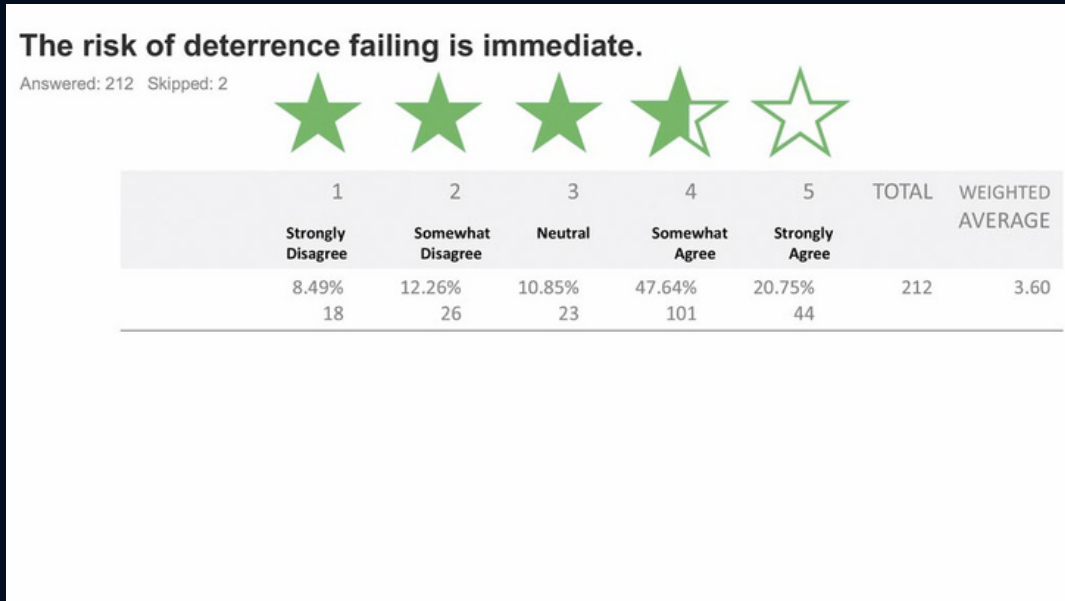 The risk of deterrence failing is immediate.
Answered: 212 Skipped: 2
1 2 3 4 5 TOTAL WEIGHTED AVERAGE
Strongly Disagree Somewhat Disagree Neutral Somewhat Agree Strongly Agree
8.49% 12.26% 10.85% 47.64% 20.75% 212 3.60
18 26 23 101 44